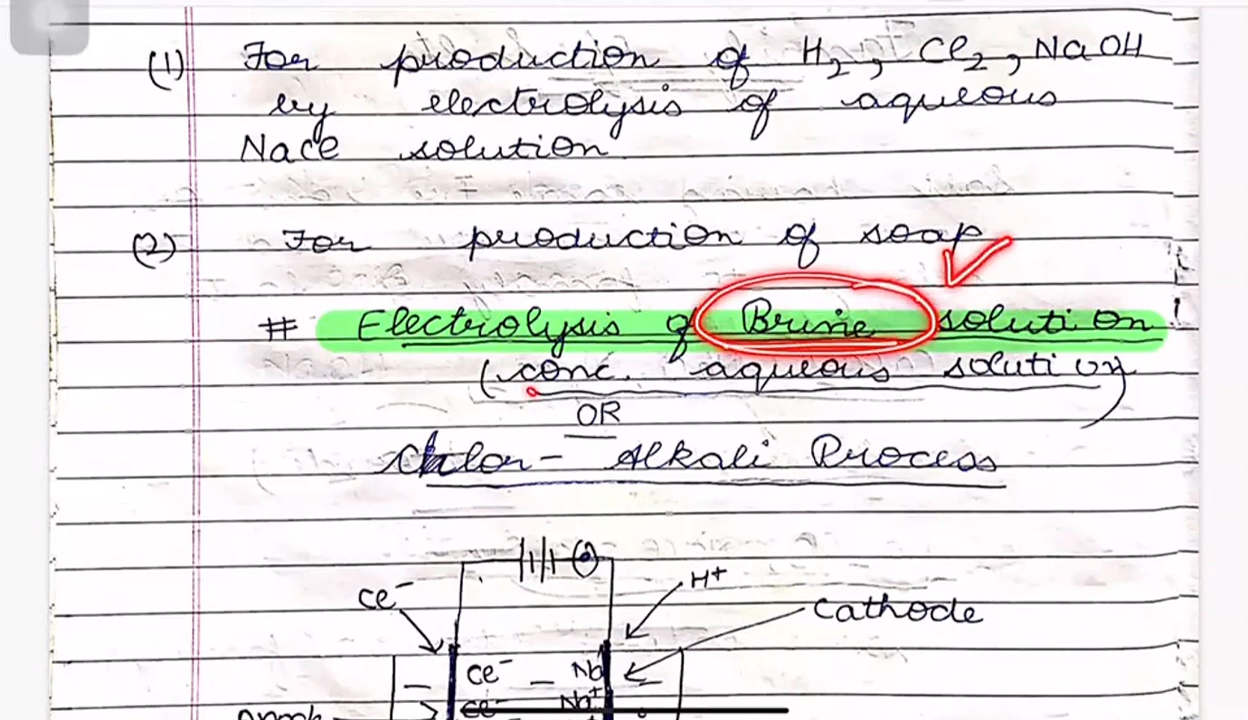 (1) For production of H2, Cl2, NaOH
by electrolysis of aqueous
NaCl solution
(2) For production of soap
# Electrolysis of Brine solution
(conc. aqueous solution)
OR
Chlor-Alkali Process
Cl-
H+
Cathode
Cl-
Cl-